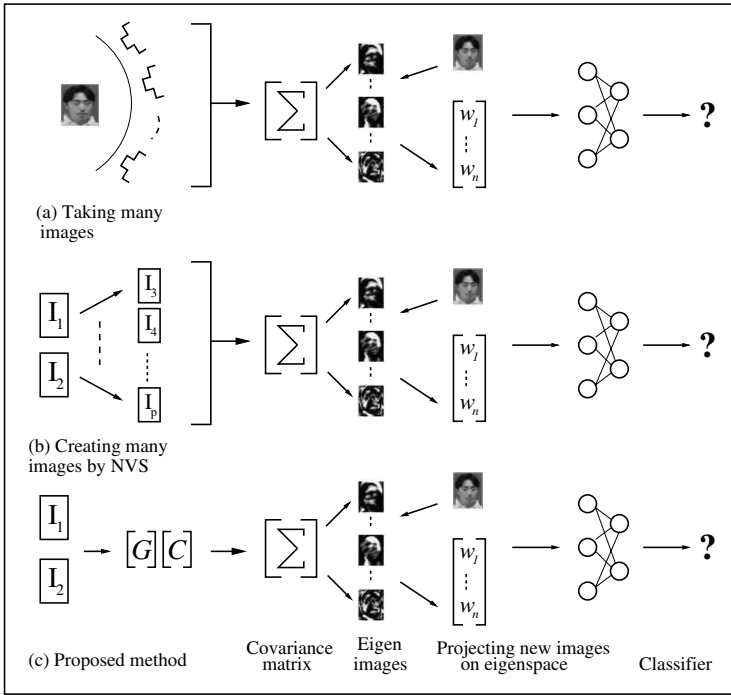 Σ
w1
wn
?
(a) Taking many
images
I1
I2
I3
I4
Ip
Σ
w1
wn
?
(b) Creating many
images by NVS
I1
I2
[G][C]
Σ
w1
wn
?
(c) Proposed method
Covariance
matrix
Eigen
images
Projecting new images
on eigenspace
Classifier